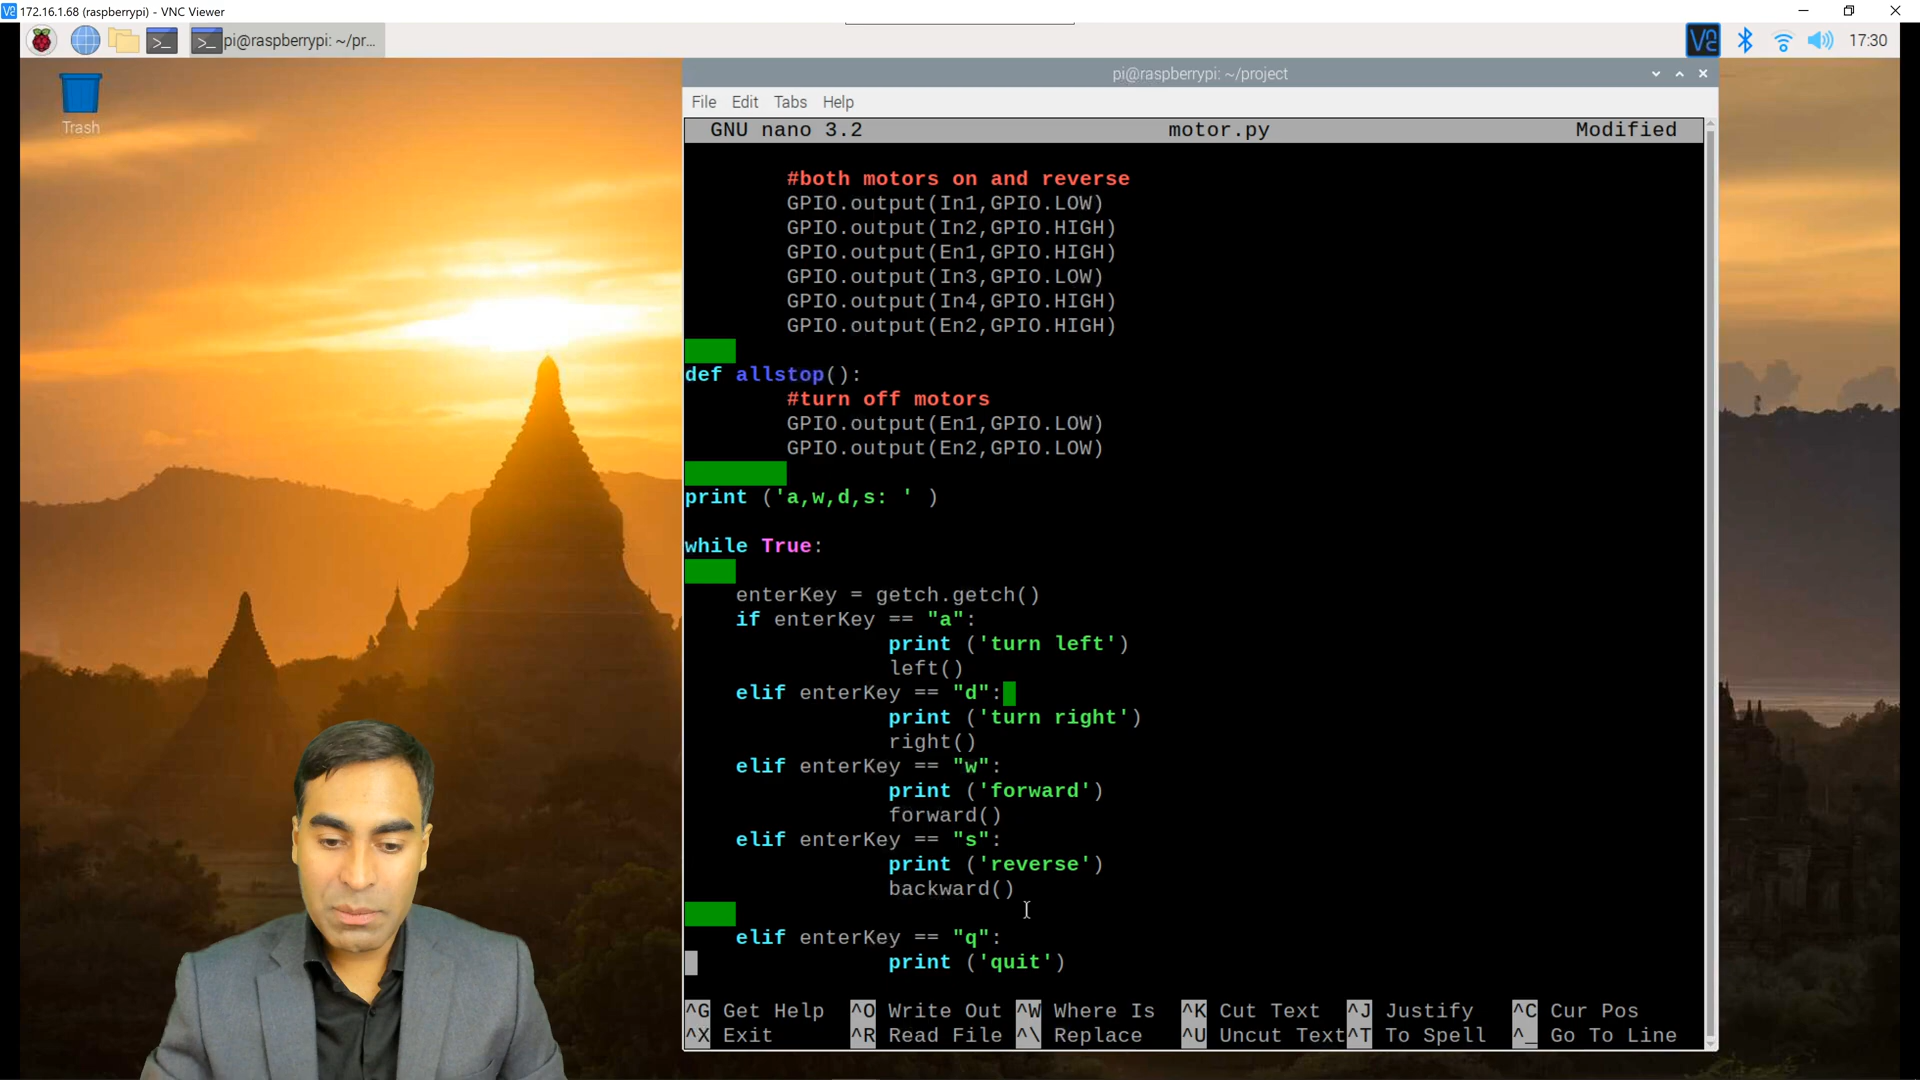 172.16.1.68 (raspberrypi) - VNC Viewer
pi@raspberrypi: ~/pr...
17:30
Trash
pi@raspberrypi: ~/project
File Edit Tabs Help
GNU nano 3.2 motor.py Modified
#both motors on and reverse
GPIO.output(In1,GPIO.LOW)
GPIO.output(In2,GPIO.HIGH)
GPIO.output(En1,GPIO.HIGH)
GPIO.output(In3,GPIO.LOW)
GPIO.output(In4,GPIO.HIGH)
GPIO.output(En2,GPIO.HIGH)
def allstop():
#turn off motors
GPIO.output(En1,GPIO.LOW)
GPIO.output(En2,GPIO.LOW)
print ('a,w,d,s: ' )
while True:
enterKey = getch.getch()
if enterKey == "a":
print ('turn left')
left()
elif enterKey == "d":
print ('turn right')
right()
elif enterKey == "w":
print ('forward')
forward()
elif enterKey == "s":
print ('reverse')
backward()
elif enterKey == "q":
print ('quit')
^G Get Help ^O Write Out ^W Where Is ^K Cut Text ^J Justify ^C Cur Pos
^X Exit ^R Read File ^\ Replace ^U Uncut Text ^T To Spell ^_ Go To Line